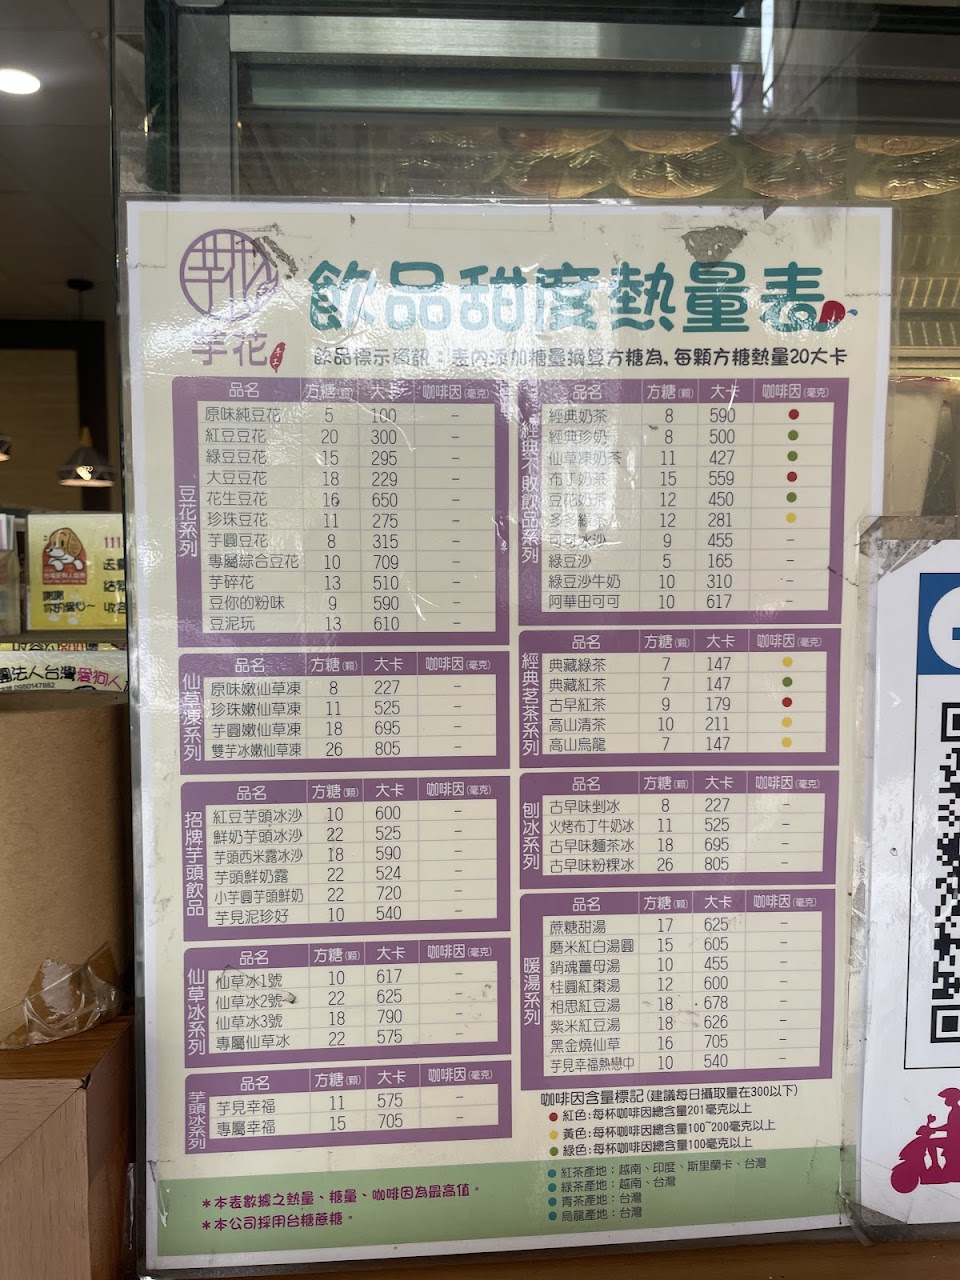 芋花
芋花 手工
飲品甜度熱量表
飲品標示資訊：表內添加糖量換算方糖為，每顆方糖熱量20大卡
豆花系列
品名 方糖(顆) 大卡 咖啡因(毫克)
原味純豆花 5 100 -
紅豆豆花 20 300 -
綠豆豆花 15 295 -
大豆豆花 18 229 -
花生豆花 16 650 -
珍珠豆花 11 275 -
芋圓豆花 8 315 -
專屬綜合豆花 10 709 -
芋碎花 13 510 -
豆你的粉味 9 590 -
豆泥玩 13 610 -
仙草凍系列
品名 方糖(顆) 大卡 咖啡因(毫克)
原味嫩仙草凍 8 227 -
珍珠嫩仙草凍 11 525 -
芋圓嫩仙草凍 18 695 -
雙芋冰嫩仙草凍 26 805 -
招牌芋頭飲品
品名 方糖(顆) 大卡 咖啡因(毫克)
紅豆芋頭冰沙 10 600 -
鮮奶芋頭冰沙 22 525 -
芋頭西米露冰沙 18 590 -
芋頭鮮奶露 22 524 -
小芋圓芋頭鮮奶 22 720 -
芋見泥珍好 10 540 -
仙草冰系列
品名 方糖(顆) 大卡 咖啡因(毫克)
仙草冰1號 10 617 -
仙草冰2號 22 625 -
仙草冰3號 18 790 -
專屬仙草冰 22 575 -
芋頭冰系列
品名 方糖(顆) 大卡 咖啡因(毫克)
芋見幸福 11 575 -
專屬幸福 15 705 -
經典不敗飲品系列
品名 方糖(顆) 大卡 咖啡因(毫克)
經典奶茶 8 590 ●
經典珍奶 8 500 ●
仙草凍奶茶 11 427 ●
布丁奶茶 15 559 ●
豆花奶茶 12 450 ●
多多綠茶 12 281 ●
可可冰沙 9 455 -
綠豆沙 5 165 -
綠豆沙牛奶 10 310 -
阿華田可可 10 617 -
經典茗茶系列
品名 方糖(顆) 大卡 咖啡因(毫克)
典藏綠茶 7 147 ●
典藏紅茶 7 147 ●
古早紅茶 9 179 ●
高山清茶 10 211 ●
高山烏龍 7 147 ●
刨冰系列
品名 方糖(顆) 大卡 咖啡因(毫克)
古早味剉冰 8 227 -
火烤布丁牛奶冰 11 525 -
古早味麵茶冰 18 695 -
古早味粉粿冰 26 805 -
暖湯系列
品名 方糖(顆) 大卡 咖啡因(毫克)
蔗糖甜湯 17 625 -
磨米紅白湯圓 15 605 -
銷魂薑母湯 10 455 -
桂圓紅棗湯 12 600 -
相思紅豆湯 18 678 -
紫米紅豆湯 18 626 -
黑金燒仙草 16 705 -
芋見幸福熱戀中 10 540 -
咖啡因含量標記(建議每日攝取量在300以下)
● 紅色：每杯咖啡因總含量201毫克以上
● 黃色：每杯咖啡因總含量100~200毫克以上
● 綠色：每杯咖啡因總含量100毫克以上
● 紅茶產地：越南、印度、斯里蘭卡、台灣
● 綠茶產地：越南、台灣
● 青茶產地：台灣
● 烏龍產地：台灣
＊本表數據之熱量、糖量、咖啡因為最高值。
＊本公司採用台糖蔗糖。
111
謝謝
團法人台灣愛狗人
0980147882